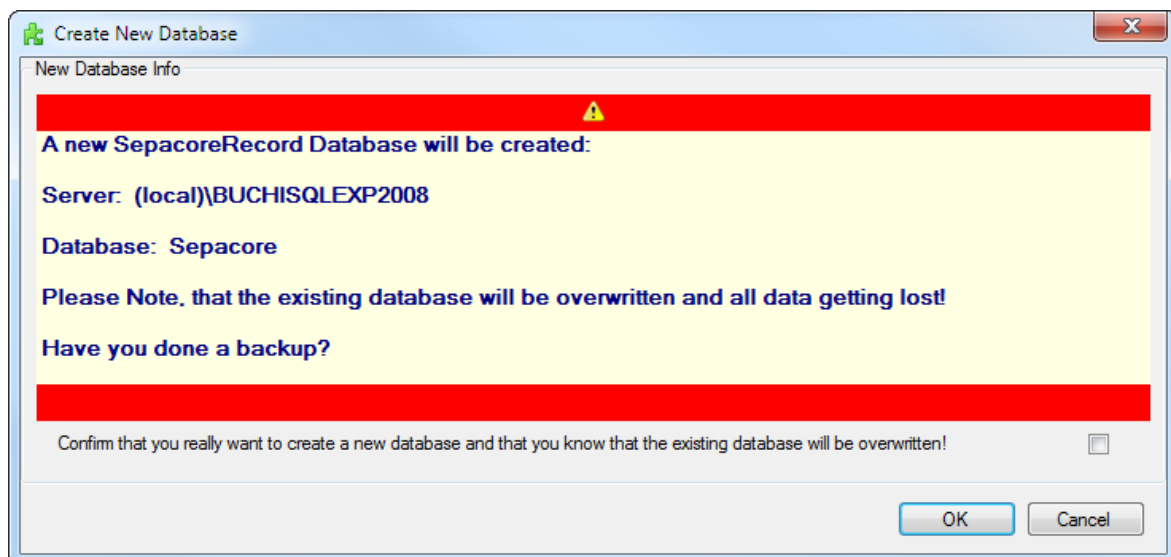 Create New Database
New Database Info
A new SepacoreRecord Database will be created:
Server:  (local)\BUCHISQLEXP2008
Database:  Sepacore
Please Note, that the existing database will be overwritten and all data getting lost!
Have you done a backup?
Confirm that you really want to create a new database and that you know that the existing database will be overwritten!
OK
Cancel